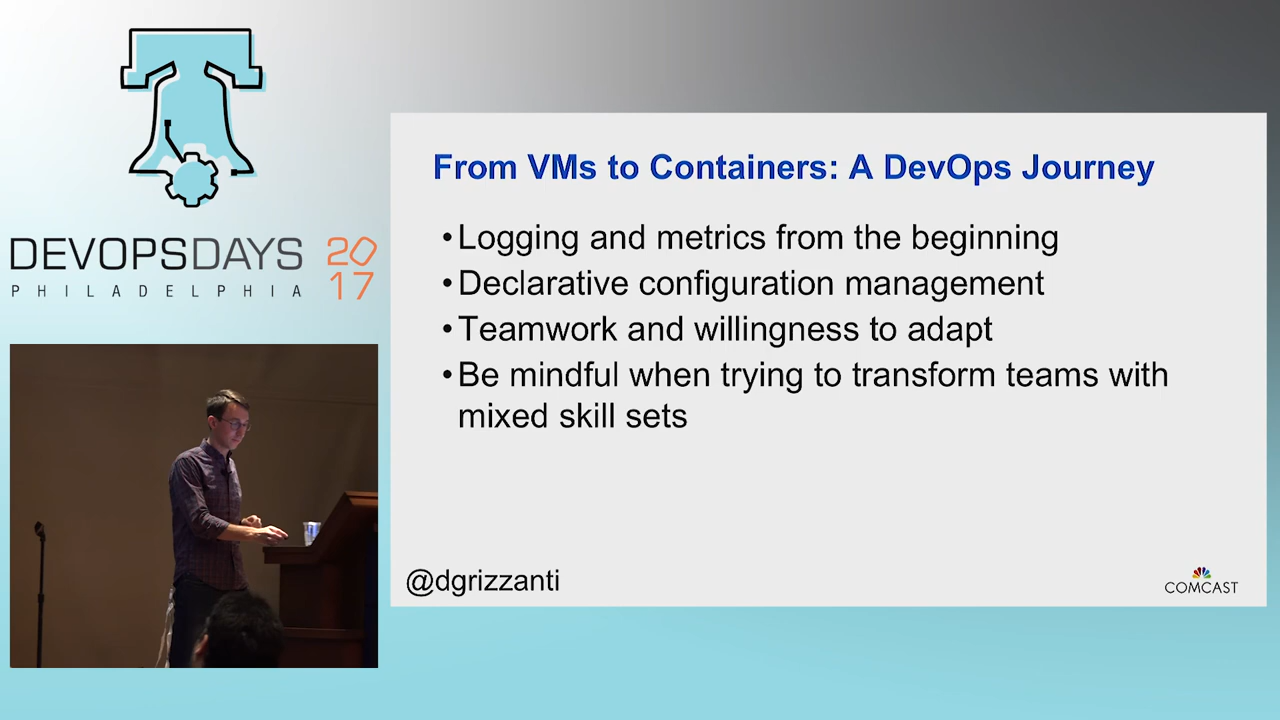 DEVOPSDAYS 20
PHILADELPHIA 17
From VMs to Containers: A DevOps Journey
•Logging and metrics from the beginning
•Declarative configuration management
•Teamwork and willingness to adapt
•Be mindful when trying to transform teams with
mixed skill sets
@dgrizzanti
COMCAST